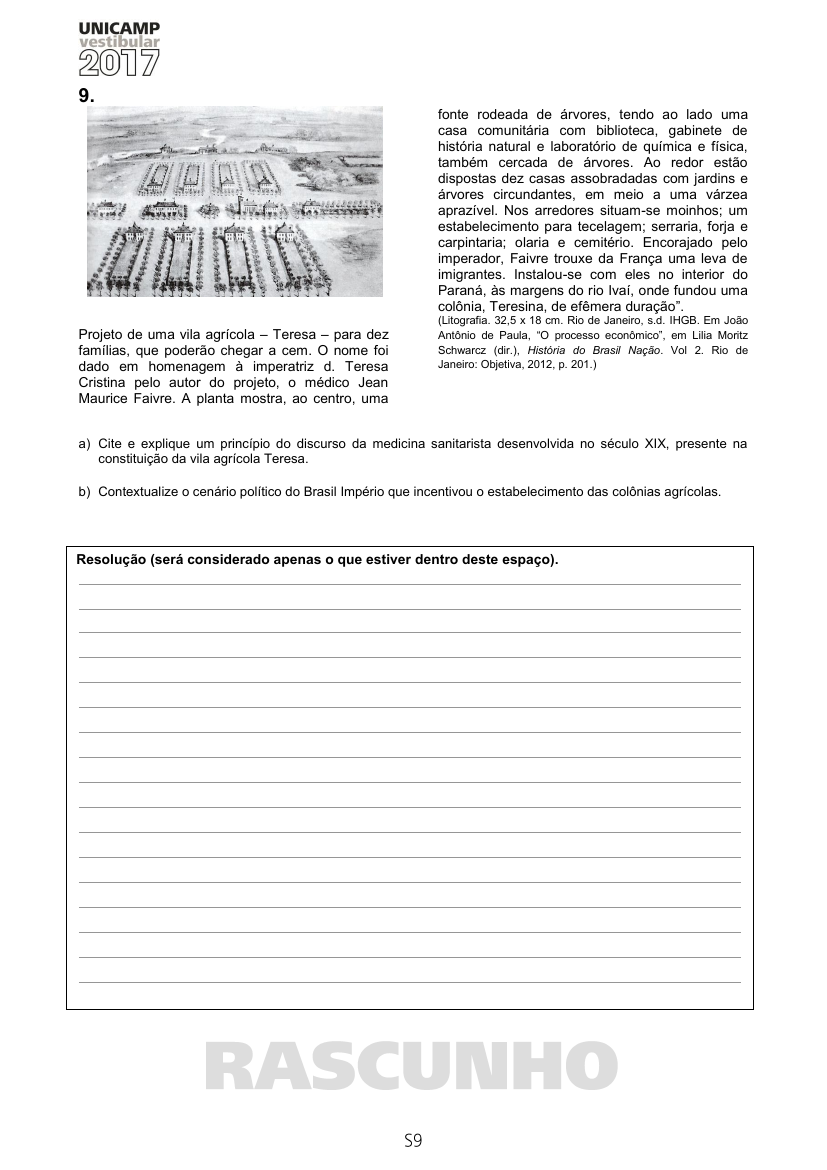 UNICAMP
vestibular
2017
9.
Projeto de uma vila agrícola – Teresa – para dez
famílias, que poderão chegar a cem. O nome foi
dado em homenagem à imperatriz d. Teresa
Cristina pelo autor do projeto, o médico Jean
Maurice Faivre. A planta mostra, ao centro, uma
fonte rodeada de árvores, tendo ao lado uma
casa comunitária com biblioteca, gabinete de
história natural e laboratório de química e física,
também cercada de árvores. Ao redor estão
dispostas dez casas assobradadas com jardins e
árvores circundantes, em meio a uma várzea
aprazível. Nos arredores situam-se moinhos; um
estabelecimento para tecelagem; serraria, forja e
carpintaria; olaria e cemitério. Encorajado pelo
imperador, Faivre trouxe da França uma leva de
imigrantes. Instalou-se com eles no interior do
Paraná, às margens do rio Ivaí, onde fundou uma
colônia, Teresina, de efêmera duração”.
(Litografia. 32,5 x 18 cm. Rio de Janeiro, s.d. IHGB. Em João
Antônio de Paula, “O processo econômico”, em Lilia Moritz
Schwarcz (dir.), História do Brasil Nação. Vol 2. Rio de
Janeiro: Objetiva, 2012, p. 201.)
a) Cite e explique um princípio do discurso da medicina sanitarista desenvolvida no século XIX, presente na
constituição da vila agrícola Teresa.
b) Contextualize o cenário político do Brasil Império que incentivou o estabelecimento das colônias agrícolas.
Resolução (será considerado apenas o que estiver dentro deste espaço).
RASCUNHO
S9